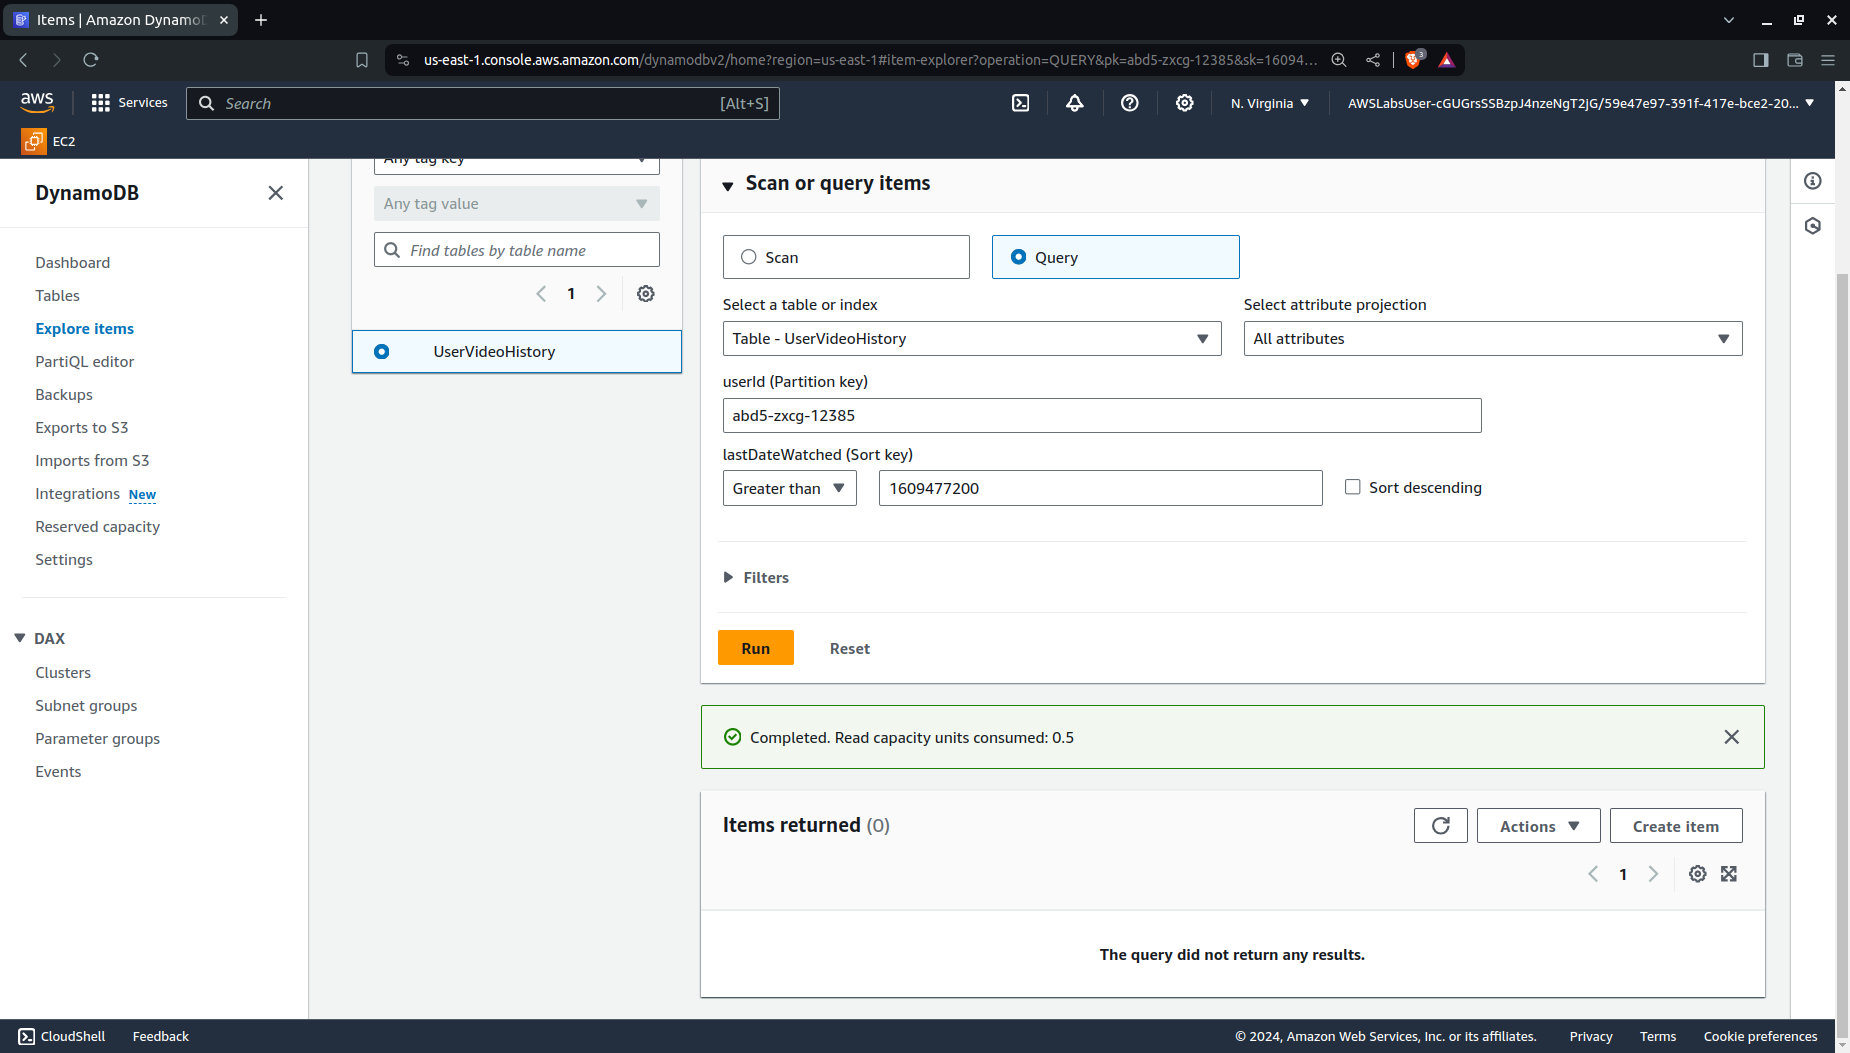 Items | Amazon DynamoD
us-east-1.console.aws.amazon.com/dynamodbv2/home?region=us-east-1#item-explorer?operation=QUERY&pk=abd5-zxcg-12385&sk=16094...
3
aws
Services
Search
[Alt+S]
N. Virginia
AWSLabsUser-cGUGrsSSBzpJ4nzeNgT2jG/59e47e97-391f-417e-bce2-20...
EC2
DynamoDB
Dashboard
Tables
Explore items
PartiQL editor
Backups
Exports to S3
Imports from S3
Integrations New
Reserved capacity
Settings
DAX
Clusters
Subnet groups
Parameter groups
Events
Any tag key
Any tag value
Find tables by table name
1
UserVideoHistory
Scan or query items
Scan
Query
Select a table or index
Select attribute projection
Table - UserVideoHistory
All attributes
userId (Partition key)
abd5-zxcg-12385
lastDateWatched (Sort key)
Greater than
1609477200
Sort descending
Filters
Run
Reset
Completed. Read capacity units consumed: 0.5
Items returned (0)
Actions
Create item
1
The query did not return any results.
CloudShell
Feedback
© 2024, Amazon Web Services, Inc. or its affiliates.
Privacy
Terms
Cookie preferences